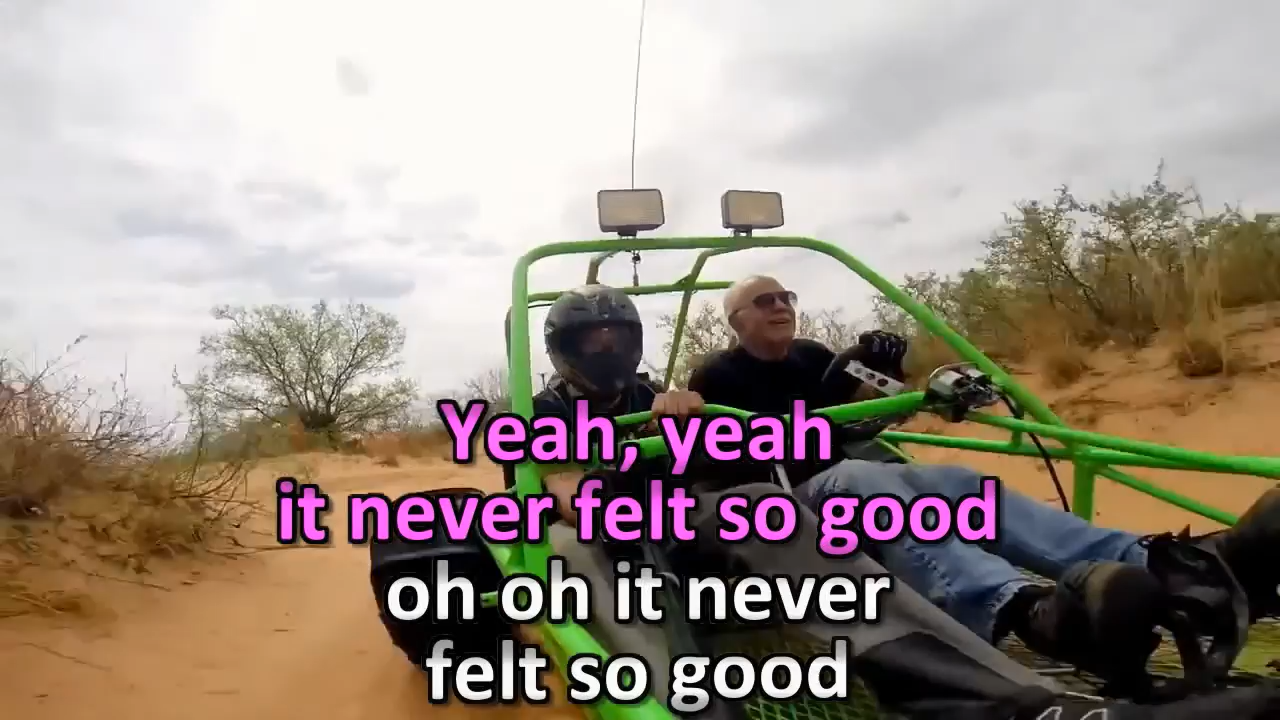 Yeah, yeah
it never felt so good
oh oh it never
felt so good